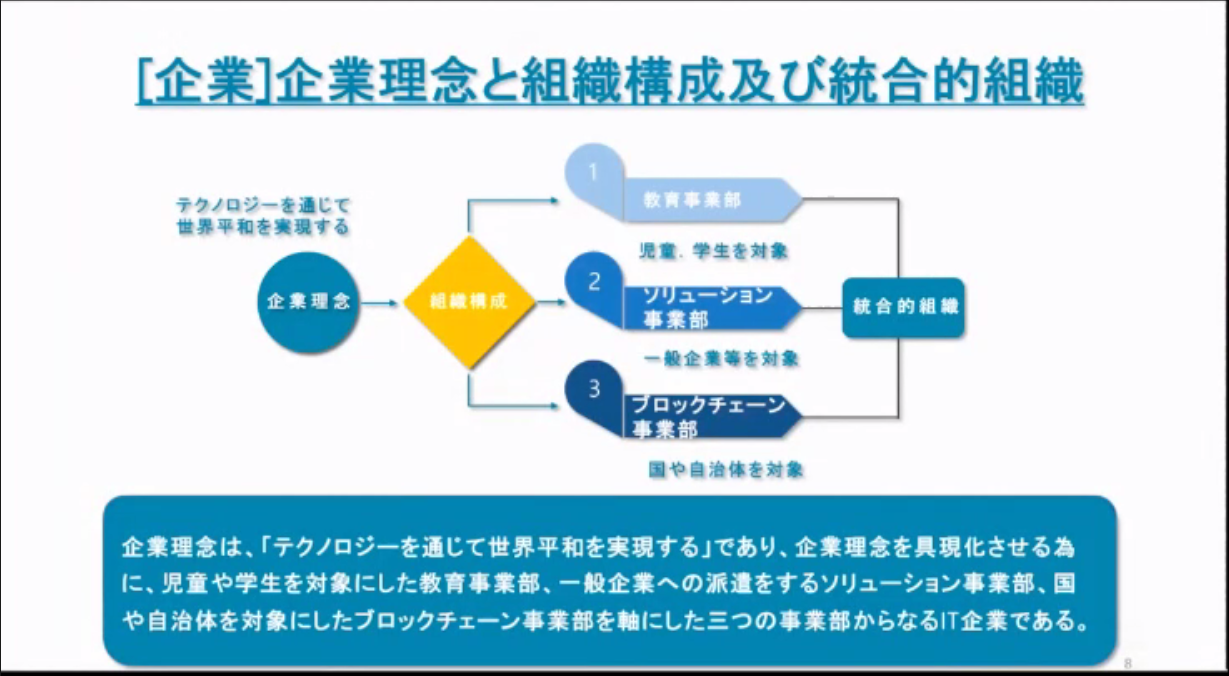 [企業]企業理念と組織構成及び統合的組織
テクノロジーを通じて
世界平和を実現する
企業理念
組織構成
1
教育事業部
児童．学生を対象
2
ソリューション
事業部
一般企業等を対象
3
ブロックチェーン
事業部
国や自治体を対象
統合的組織
企業理念は、「テクノロジーを通じて世界平和を実現する」であり、企業理念を具現化させる為
に、児童や学生を対象にした教育事業部、一般企業への派遣をするソリューション事業部、国
や自治体を対象にしたブロックチェーン事業部を軸にした三つの事業部からなるIT企業である。
8